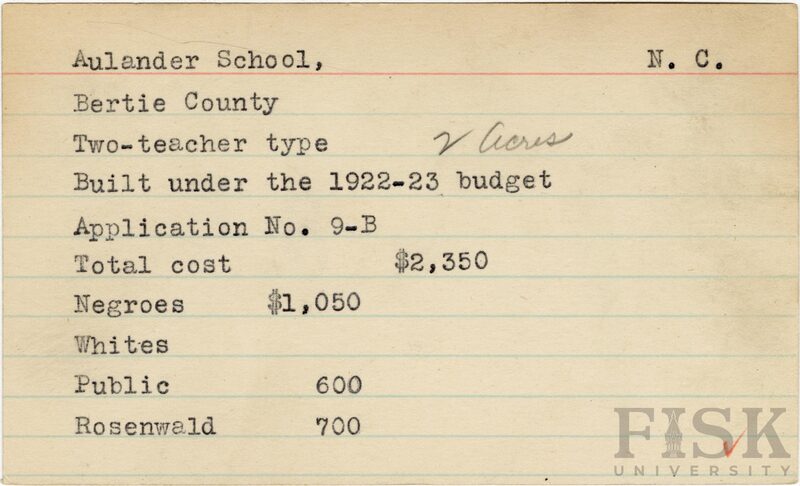 Aulander School, N. C.
Bertie County
Two-teacher type 2 Acres
Built under the 1922-23 budget
Application No. 9-B
Total cost $2,350
Negroes $1,050
Whites
Public 600
Rosenwald 700
FISK
UNIVERSITY